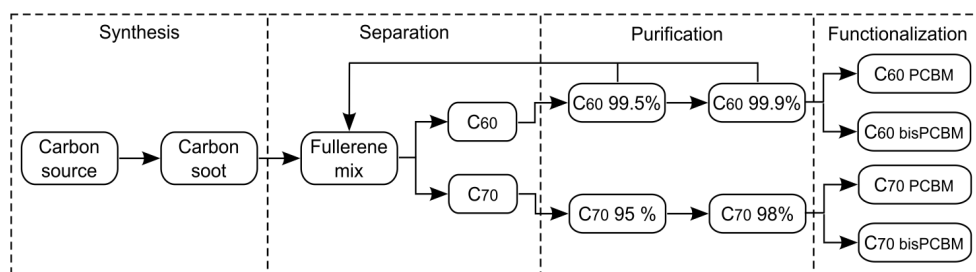 Synthesis
Separation
Purification
Functionalization
Carbon
source
Carbon
soot
Fullerene
mix
C60
C70
C60 99.5%
C60 99.9%
C70 95 %
C70 98%
C60 PCBM
C60 bisPCBM
C70 PCBM
C70 bisPCBM